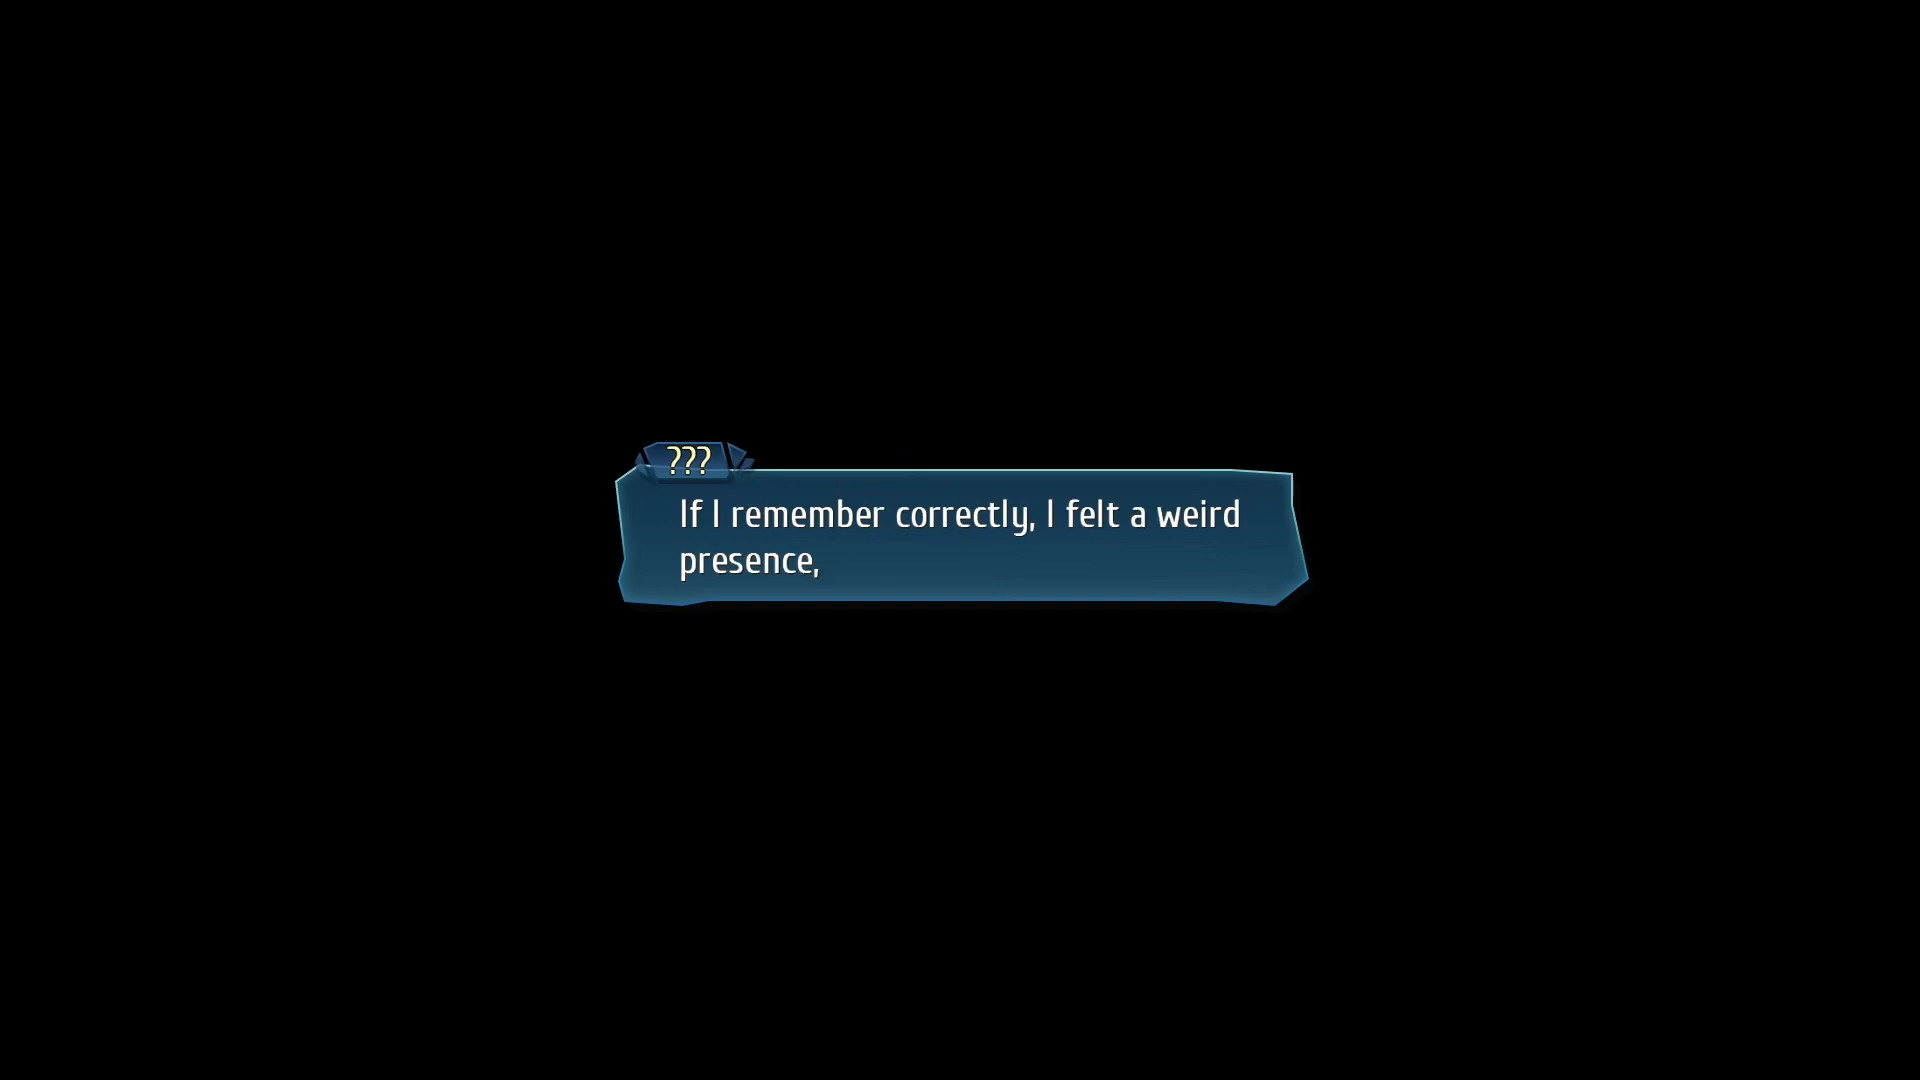 ???
If I remember correctly, I felt a weird
presence,